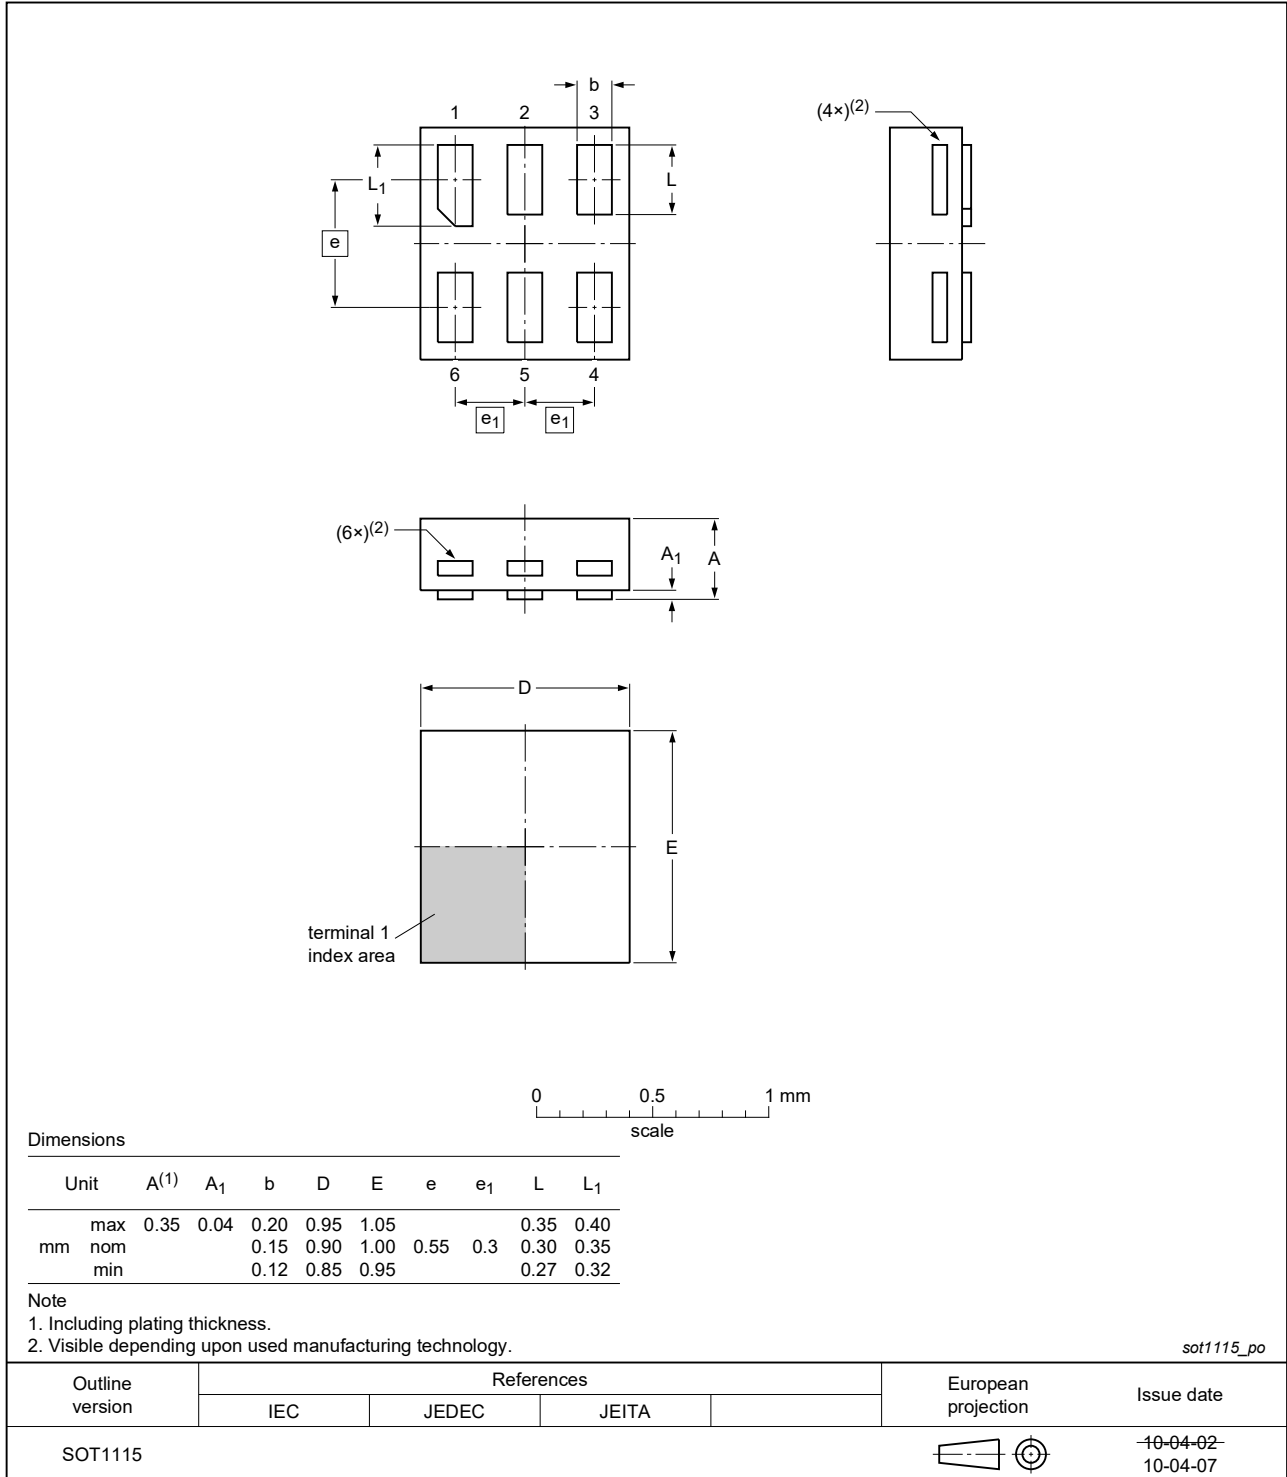 b
1 2 3
(4×)(2)
L1
L
e
6 5 4
e1 e1
(6×)(2)
A1
A
D
E
terminal 1
index area
0 0.5 1 mm
scale
Dimensions
Unit A(1) A1 b D E e e1 L L1
max 0.35 0.04 0.20 0.95 1.05 0.35 0.40
mm nom 0.15 0.90 1.00 0.55 0.3 0.30 0.35
min 0.12 0.85 0.95 0.27 0.32
Note
1. Including plating thickness.
2. Visible depending upon used manufacturing technology.
sot1115_po
Outline
version
References
IEC JEDEC JEITA
European
projection
Issue date
SOT1115
10-04-02
10-04-07